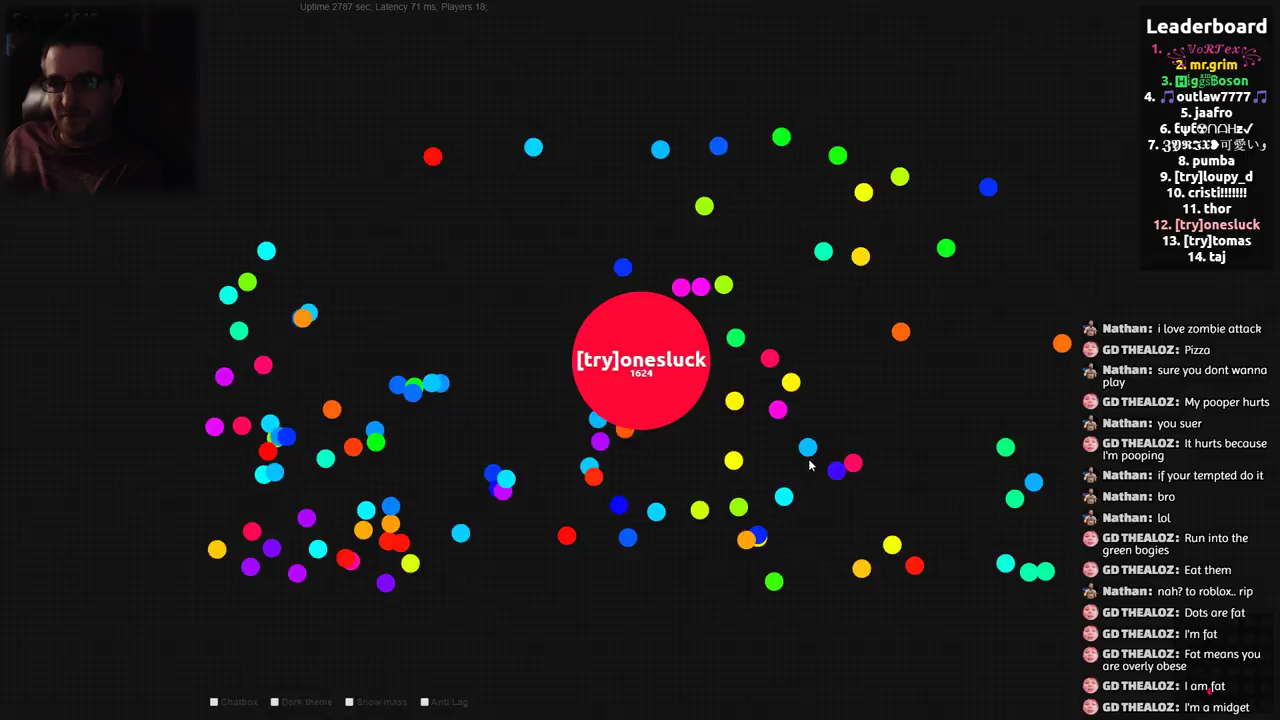 Uptime 2787 sec; Latency 71 ms, Players 18;
Leaderboard
1. ꧁VoRTex꧂
2. mr.grim
4. 🎵outlaw7777🎵
5. jaafro
8. pumba
9. [try]loupy_d
10. cristi!!!!!!!
11. thor
12. [try]onesluck
13. [try]tomas
14. taj
[try]onesluck
1624
Nathan: i love zombie attack
GD THEALOZ: Pizza
Nathan: sure you dont wanna
play
GD THEALOZ: My pooper hurts
Nathan: you suer
GD THEALOZ: It hurts because
I'm pooping
Nathan: if your tempted do it
Nathan: bro
Nathan: lol
GD THEALOZ: Run into the
green bogies
GD THEALOZ: Eat them
Nathan: nah? to roblox.. rip
GD THEALOZ: Dots are fat
GD THEALOZ: I'm fat
GD THEALOZ: Fat means you
are overly obese
GD THEALOZ: I am fat
GD THEALOZ: I'm a midget
Chatbox Dark theme Show mass Anti Lag